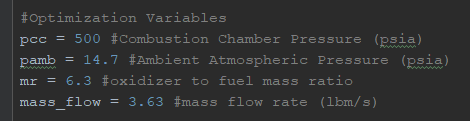 #Optimization Variables
pcc = 500 #Combustion Chamber Pressure (psia)
pamb = 14.7 #Ambient Atmospheric Pressure (psia)
mr = 6.3 #oxidizer to fuel mass ratio
mass_flow = 3.63 #mass flow rate (lbm/s)